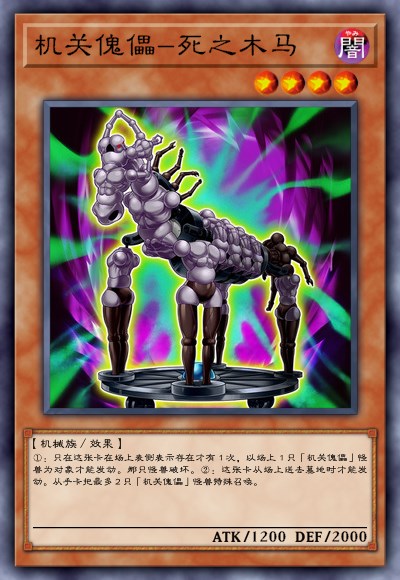 机关傀儡-死之木马
やみ
闇
【机械族/效果】
①：只在这张卡在场上表侧表示存在才有1次，以场上1只「机关傀儡」怪
兽为对象才能发动。那只怪兽破坏。②：这张卡从场上送去墓地时才能发
动。从手卡把最多2只「机关傀儡」怪兽特殊召唤。
ATK/1200 DEF/2000